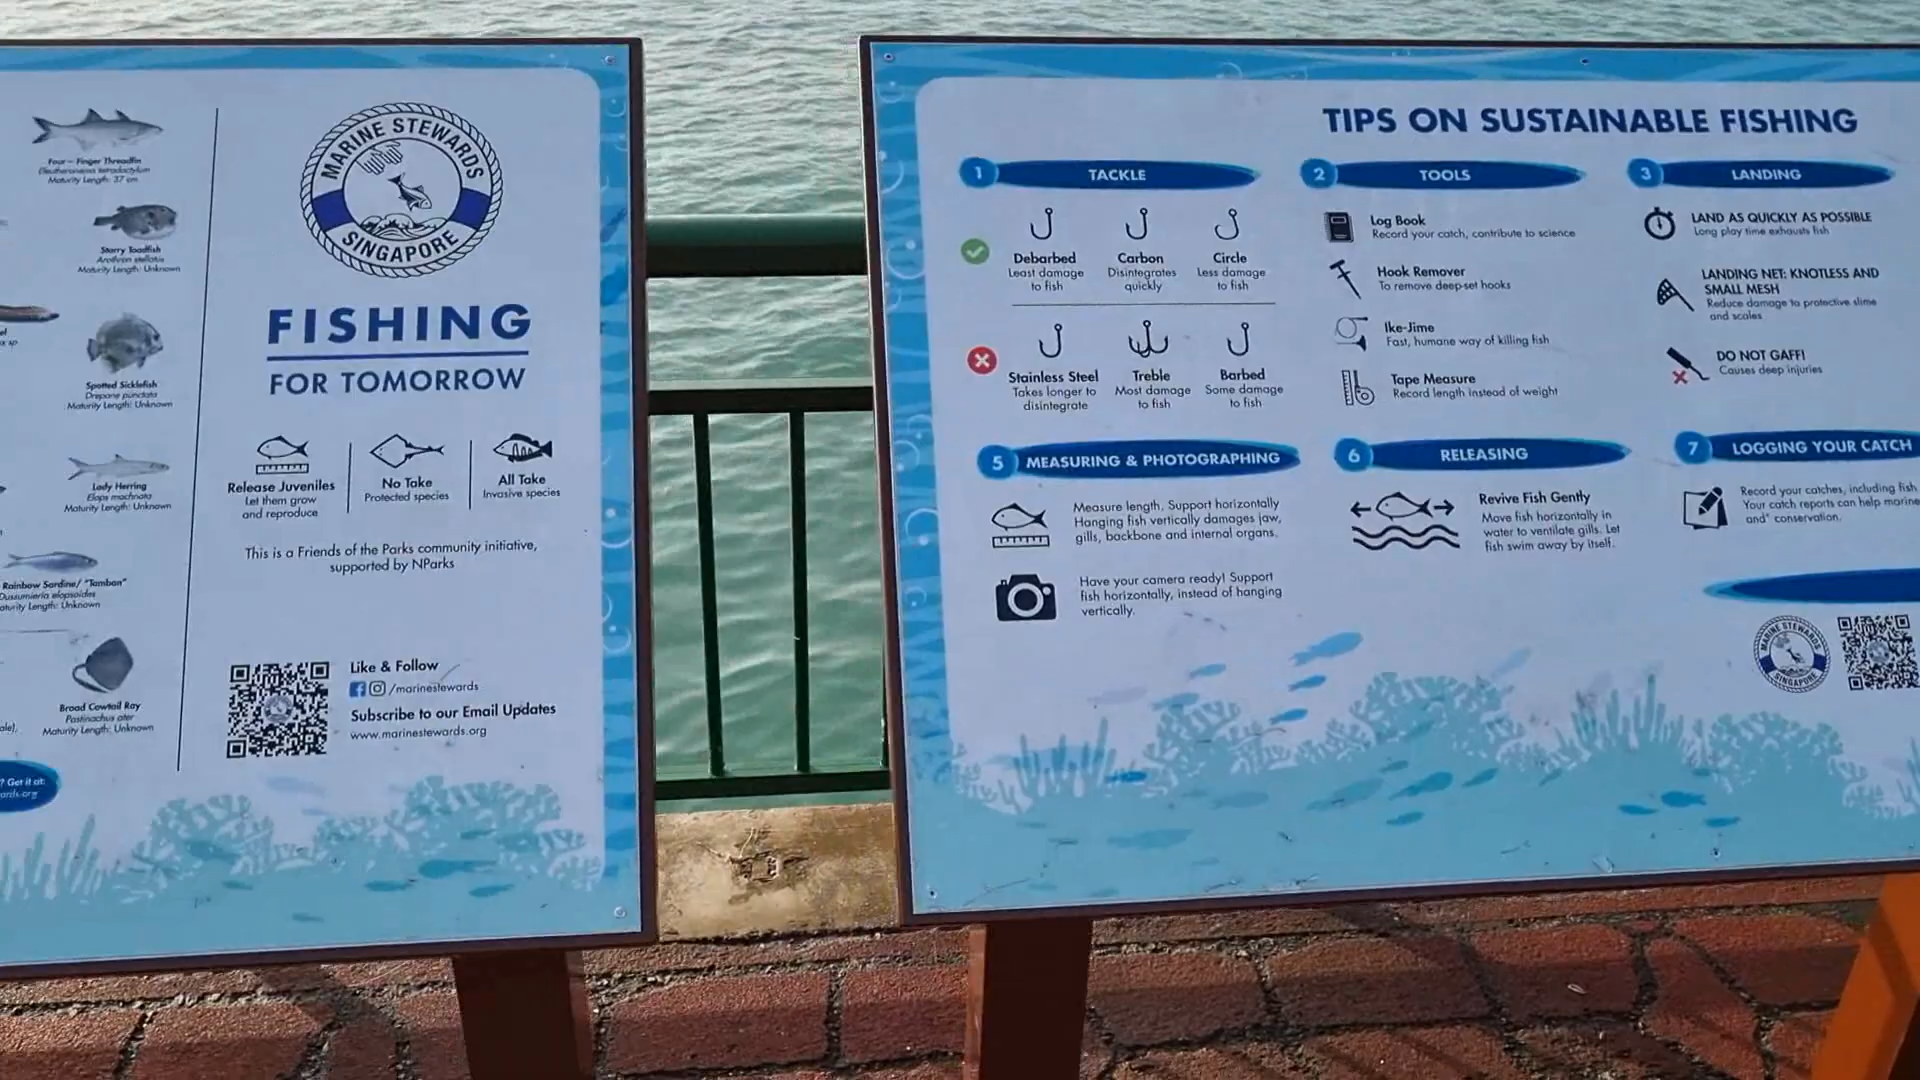 Four – Finger Threadfin
Eleutheronema tetradactylum
Maturity Length: 37 cm
Starry Toadfish
Arothron stellatus
Maturity Length: Unknown
Spotted Sicklefish
Drepane punctata
Maturity Length: Unknown
Lady Herring
Elops machnata
Maturity Length: Unknown
Rainbow Sardine/ "Tamban"
Dussumieria elopsoides
aturity Length: Unknown
Broad Cowtail Ray
Pastinachus ater
Maturity Length: Unknown
? Get it at:
ards.org
MARINE STEWARDS
SINGAPORE
FISHING
FOR TOMORROW
Release Juveniles
Let them grow
and reproduce
No Take
Protected species
All Take
Invasive species
This is a Friends of the Parks community initiative,
supported by NParks
Like & Follow
/marinestewards
Subscribe to our Email Updates
www.marinestewards.org
TIPS ON SUSTAINABLE FISHING
1 TACKLE
Debarbed
Least damage
to fish
Carbon
Disintegrates
quickly
Circle
Less damage
to fish
Stainless Steel
Takes longer to
disintegrate
Treble
Most damage
to fish
Barbed
Some damage
to fish
2 TOOLS
Log Book
Record your catch, contribute to science
Hook Remover
To remove deep-set hooks
Ike-Jime
Fast, humane way of killing fish
Tape Measure
Record length instead of weight
3 LANDING
LAND AS QUICKLY AS POSSIBLE
Long play time exhausts fish
LANDING NET: KNOTLESS AND
SMALL MESH
Reduce damage to protective slime
and scales
DO NOT GAFF!
Causes deep injuries
5 MEASURING & PHOTOGRAPHING
Measure length. Support horizontally
Hanging fish vertically damages jaw,
gills, backbone and internal organs.
Have your camera ready! Support
fish horizontally, instead of hanging
vertically.
6 RELEASING
Revive Fish Gently
Move fish horizontally in
water to ventilate gills. Let
fish swim away by itself.
7 LOGGING YOUR CATCH
Record your catches, including fish
Your catch reports can help marine
and" conservation.
MARINE STEWARDS
SINGAPORE